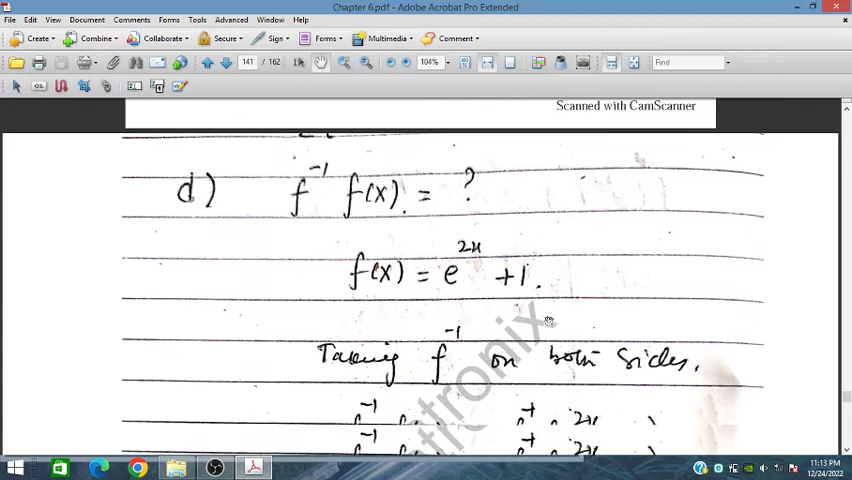 Chapter 6.pdf - Adobe Acrobat Pro Extended
File Edit View Document Comments Forms Tools Advanced Window Help
Create Combine Collaborate Secure Sign Forms Multimedia Comment
141 / 162 104% Find
Scanned with CamScanner
d) f⁻¹ f(x) = ?
f(x) = e²ˣ + 1.
Taking f⁻¹ on both sides.
tronix
11:13 PM
12/24/2022